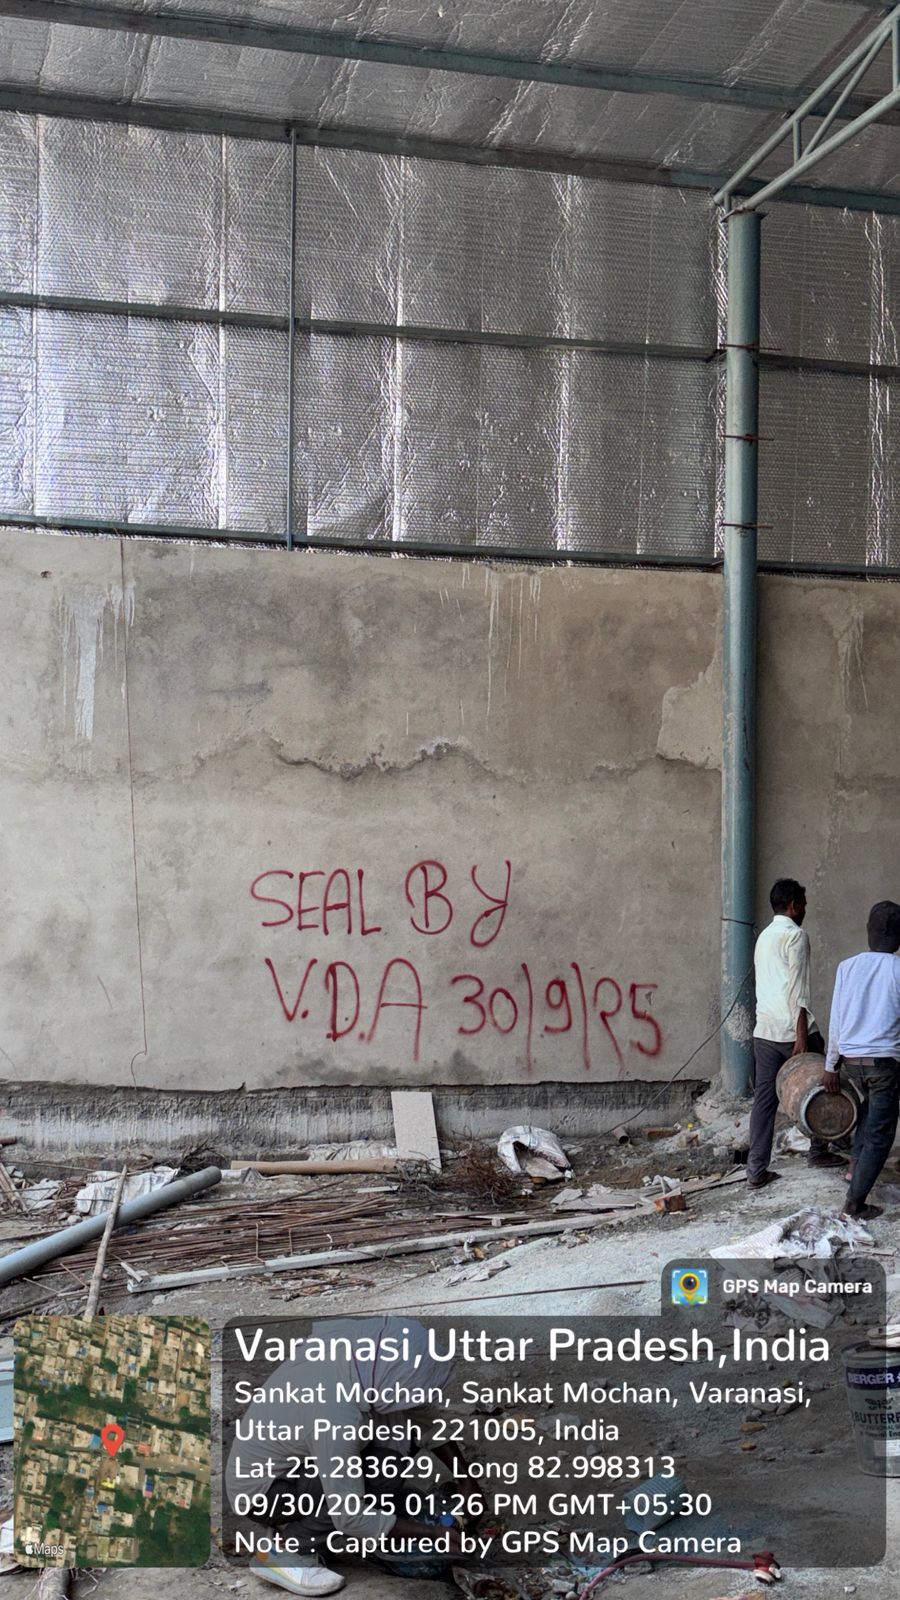 SEAL BY
V.D.A 30/9/25
GPS Map Camera
Varanasi,Uttar Pradesh,India
Sankat Mochan, Sankat Mochan, Varanasi,
Uttar Pradesh 221005, India
Lat 25.283629, Long 82.998313
09/30/2025 01:26 PM GMT+05:30
Note : Captured by GPS Map Camera
Maps
BERGER